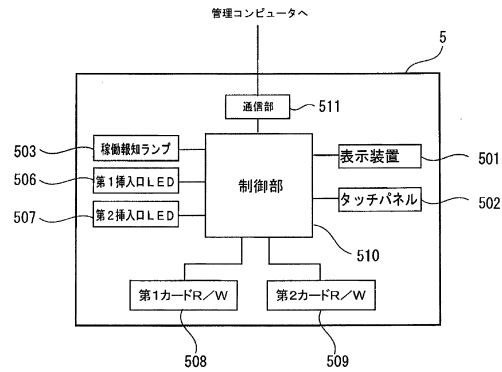 管理コンピュータへ
5
通信部
511
503
稼働報知ランプ
表示装置
501
506
第1挿入口LED
制御部
タッチパネル
502
507
第2挿入口LED
510
第1カードR/W
第2カードR/W
508
509